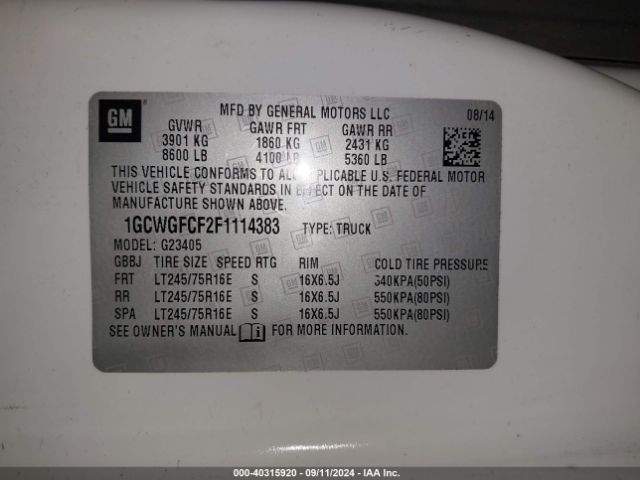 GM
MFD BY GENERAL MOTORS LLC 08/14
GVWR GAWR FRT GAWR RR
3901 KG 1860 KG 2431 KG
8600 LB 4100 LB 5360 LB
THIS VEHICLE CONFORMS TO ALL APPLICABLE U.S. FEDERAL MOTOR
VEHICLE SAFETY STANDARDS IN EFFECT ON THE DATE OF
MANUFACTURE SHOWN ABOVE.
1GCWGFCF2F1114383 TYPE: TRUCK
MODEL: G23405
GBBJ TIRE SIZE SPEED RTG RIM COLD TIRE PRESSURE
FRT LT245/75R16E S 16X6.5J 340KPA(50PSI)
RR LT245/75R16E S 16X6.5J 550KPA(80PSI)
SPA LT245/75R16E S 16X6.5J 550KPA(80PSI)
SEE OWNER'S MANUAL FOR MORE INFORMATION.
000-40315920 - 09/11/2024 - IAA Inc.